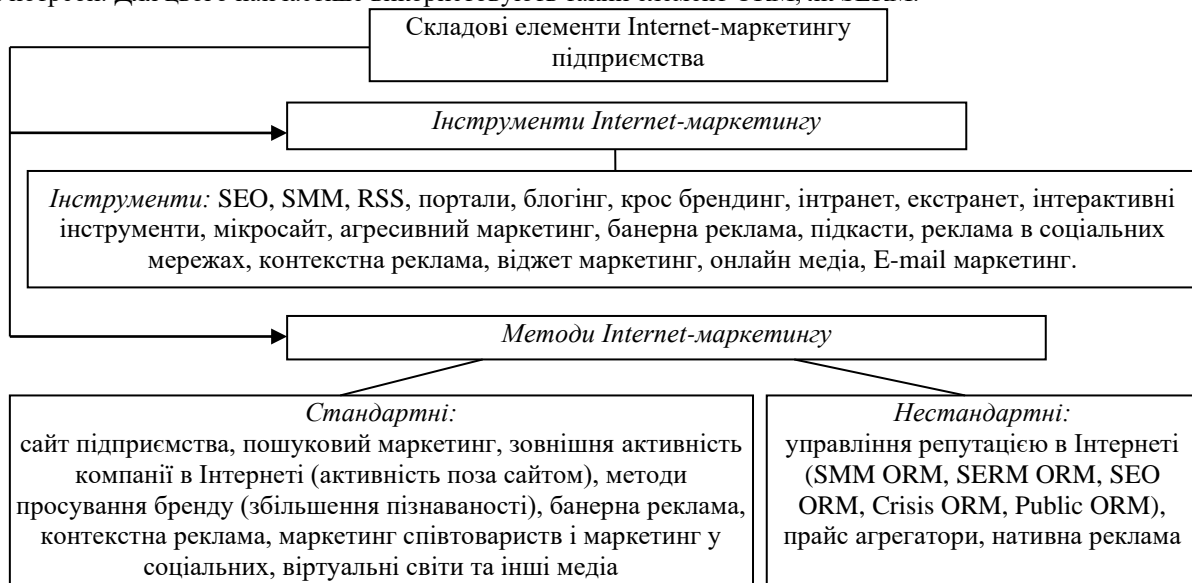 Складові елементи Internet-маркетингу
підприємства
Інструменти Internet-маркетингу
Інструменти: SEO, SMM, RSS, портали, блогінг, крос брендинг, інтранет, екстранет, інтерактивні
інструменти, мікросайт, агресивний маркетинг, банерна реклама, підкасти, реклама в соціальних
мережах, контекстна реклама, віджет маркетинг, онлайн медіа, E-mail маркетинг.
Методи Internet-маркетингу
Стандартні:
сайт підприємства, пошуковий маркетинг, зовнішня активність
компанії в Інтернеті (активність поза сайтом), методи
просування бренду (збільшення пізнаваності), банерна реклама,
контекстна реклама, маркетинг співтовариств і маркетинг у
соціальних, віртуальні світи та інші медіа
Нестандартні:
управління репутацією в Інтернеті
(SMM ORM, SERM ORM, SEO
ORM, Crisis ORM, Public ORM),
прайс агрегатори, нативна реклама